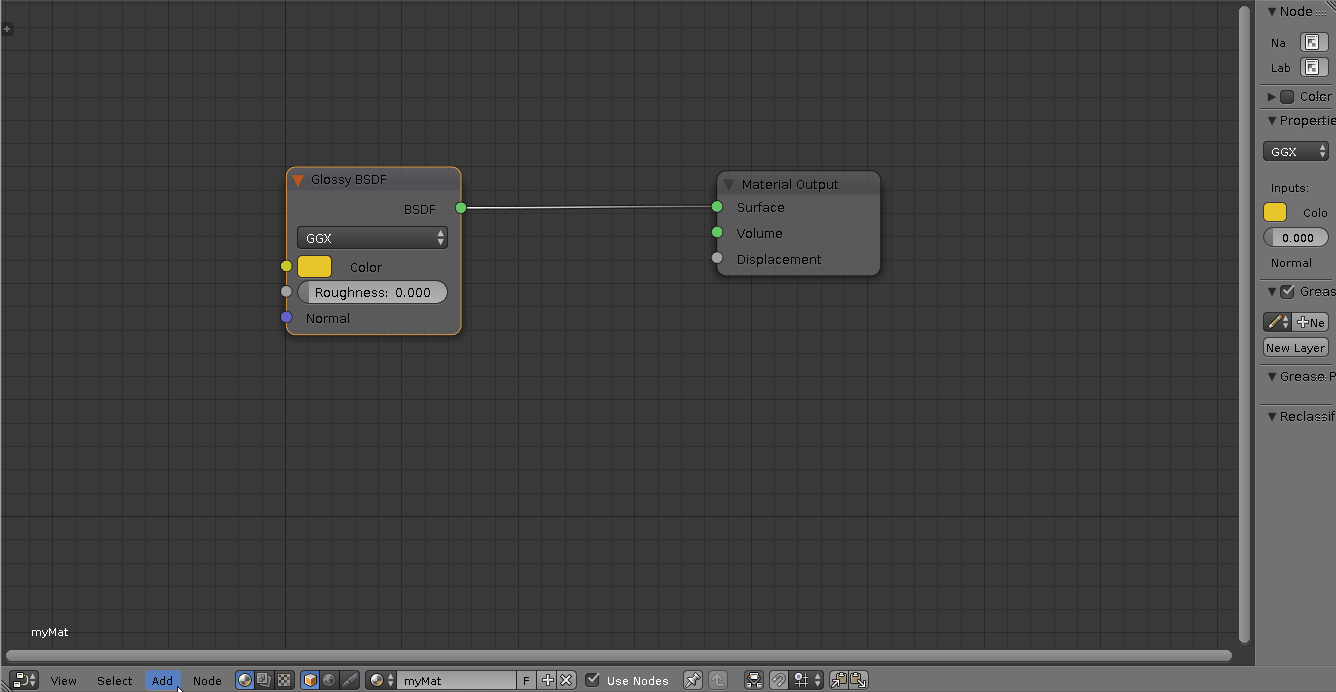 Node
Na
Lab
Color
Propertie
GGX
Inputs:
Colo
0.000
Normal
Greas
Ne
New Layer
Grease P
Reclassif
Glossy BSDF
BSDF
GGX
Color
Roughness: 0.000
Normal
Material Output
Surface
Volume
Displacement
myMat
View Select Add Node myMat F Use Nodes